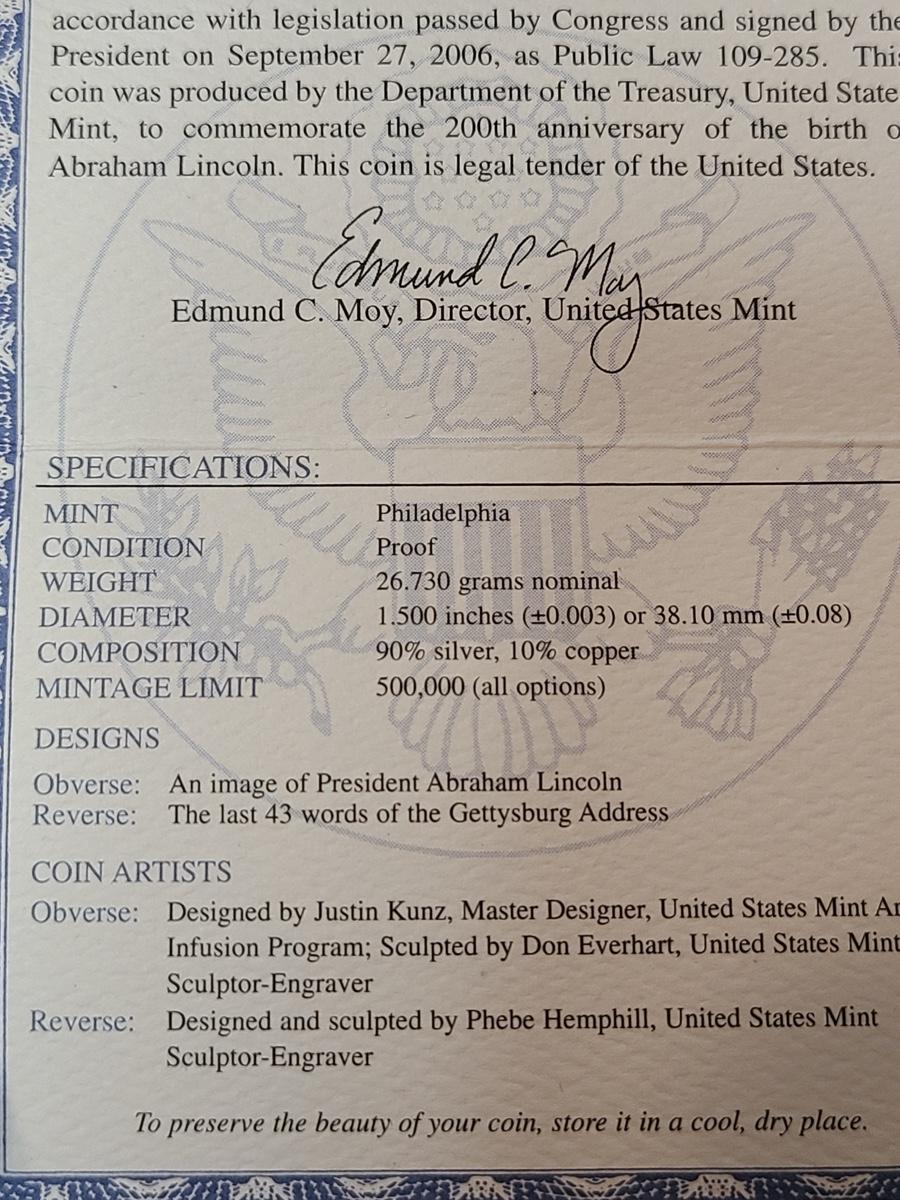 accordance with legislation passed by Congress and signed by the
President on September 27, 2006, as Public Law 109-285. This
coin was produced by the Department of the Treasury, United State
Mint, to commemorate the 200th anniversary of the birth o
Abraham Lincoln. This coin is legal tender of the United States.
Edmund C. Moy
Edmund C. Moy, Director, United States Mint
SPECIFICATIONS:
MINT Philadelphia
CONDITION Proof
WEIGHT 26.730 grams nominal
DIAMETER 1.500 inches (±0.003) or 38.10 mm (±0.08)
COMPOSITION 90% silver, 10% copper
MINTAGE LIMIT 500,000 (all options)
DESIGNS
Obverse: An image of President Abraham Lincoln
Reverse: The last 43 words of the Gettysburg Address
COIN ARTISTS
Obverse: Designed by Justin Kunz, Master Designer, United States Mint Ar
Infusion Program; Sculpted by Don Everhart, United States Mint
Sculptor-Engraver
Reverse: Designed and sculpted by Phebe Hemphill, United States Mint
Sculptor-Engraver
To preserve the beauty of your coin, store it in a cool, dry place.